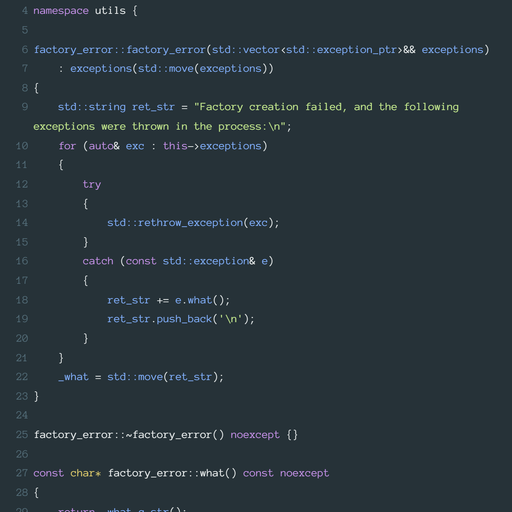 4 namespace utils {
5
6 factory_error::factory_error(std::vector<std::exception_ptr>&& exceptions)
7     : exceptions(std::move(exceptions))
8 {
9     std::string ret_str = "Factory creation failed, and the following
exceptions were thrown in the process:\n";
10     for (auto& exc : this->exceptions)
11     {
12         try
13         {
14             std::rethrow_exception(exc);
15         }
16         catch (const std::exception& e)
17         {
18             ret_str += e.what();
19             ret_str.push_back('\n');
20         }
21     }
22     _what = std::move(ret_str);
23 }
24
25 factory_error::~factory_error() noexcept {}
26
27 const char* factory_error::what() const noexcept
28 {
29     return _what.c_str();